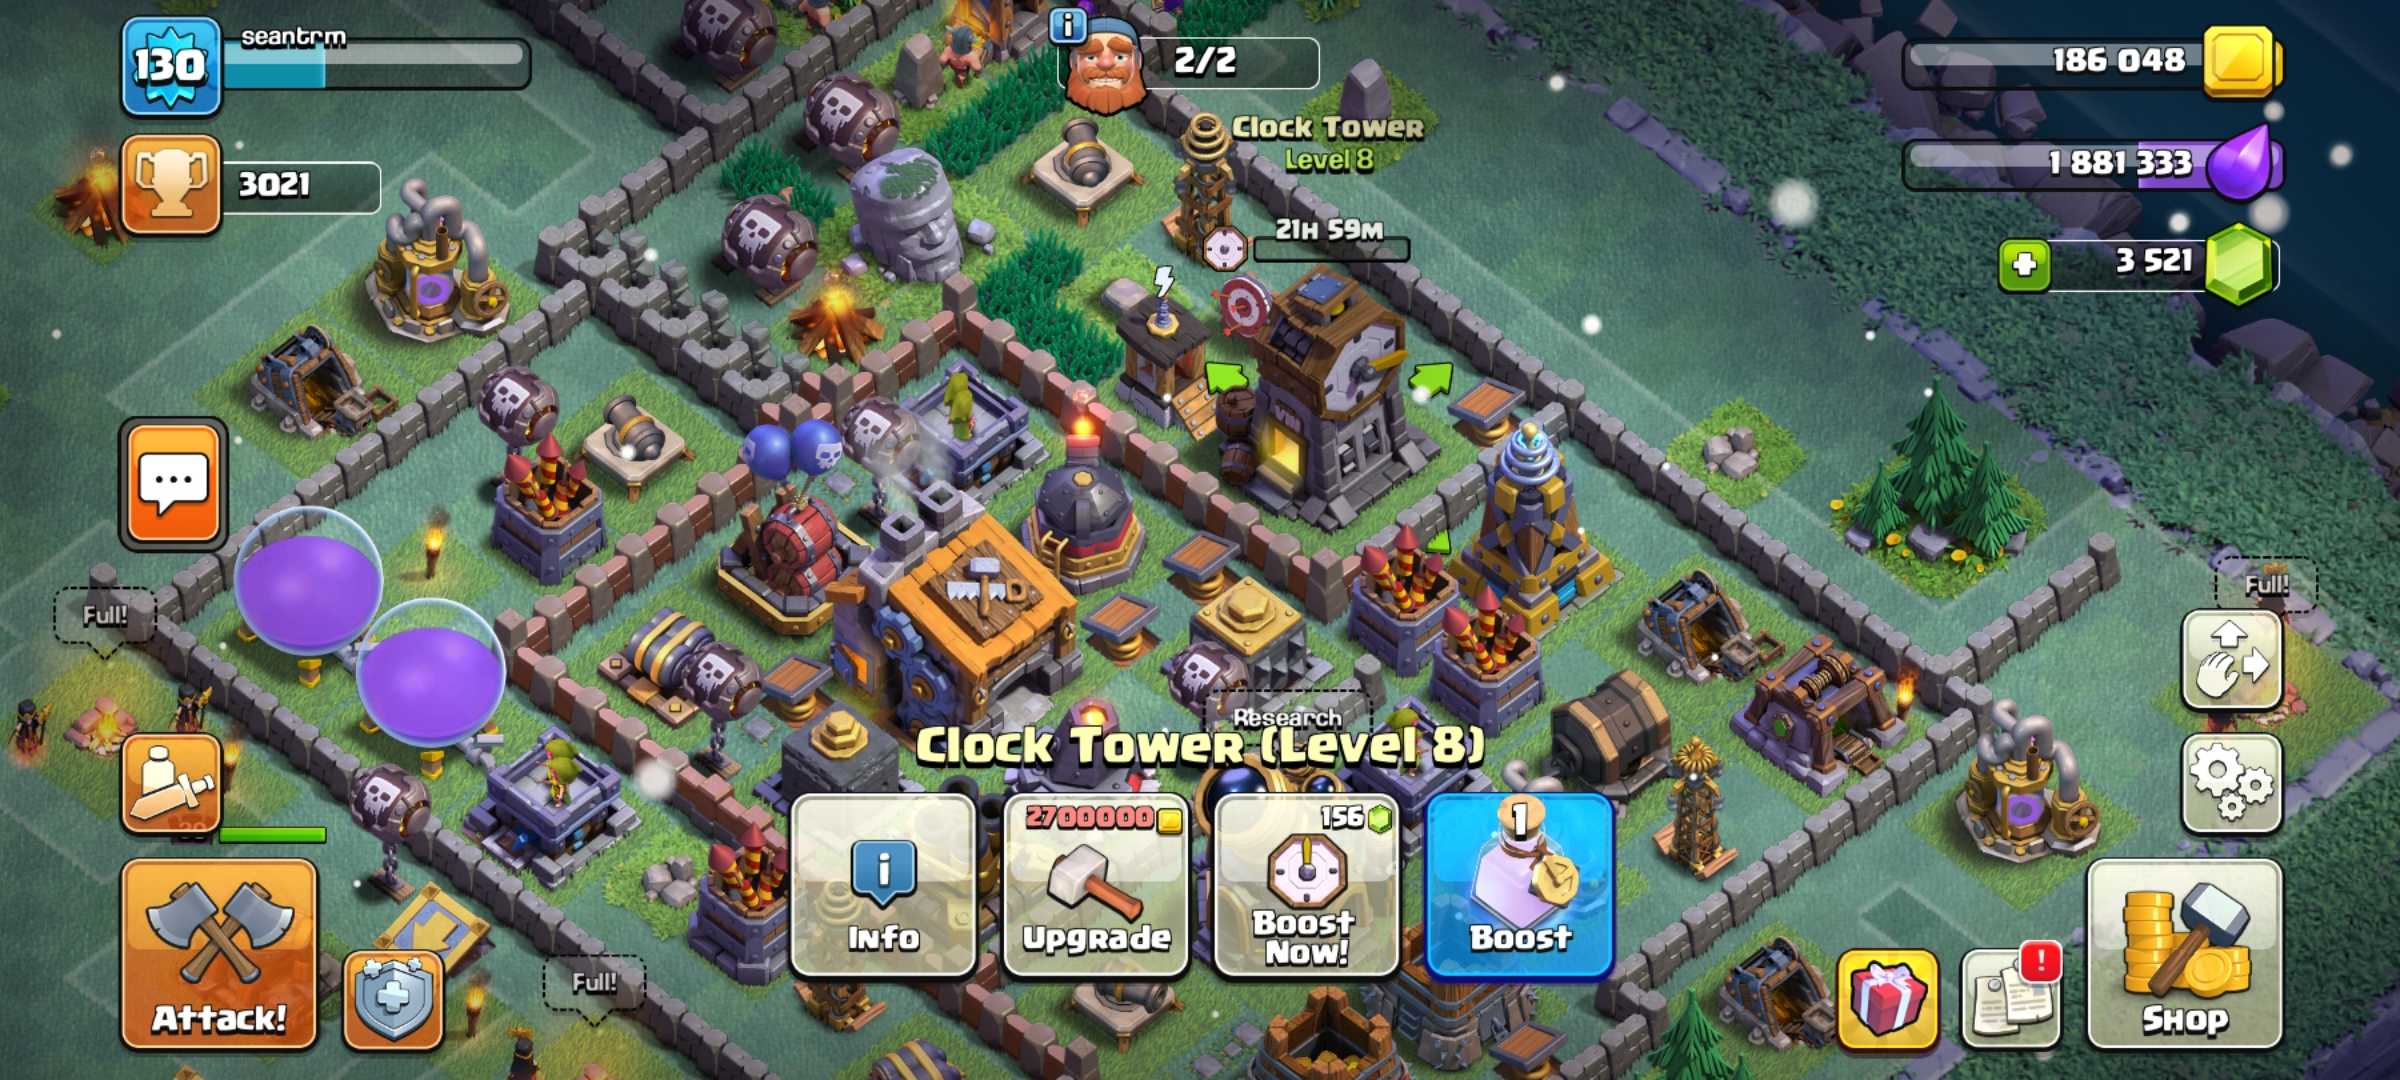 130
seantrm
2/2
186 048
Clock Tower
Level 8
1 881 333
3021
21H 59M
3 521
VIII
Full!
Full!
Research
Clock Tower (Level 8)
2700000
156
1
Info
Upgrade
Boost
Now!
Boost
Full!
Attack!
!
Shop